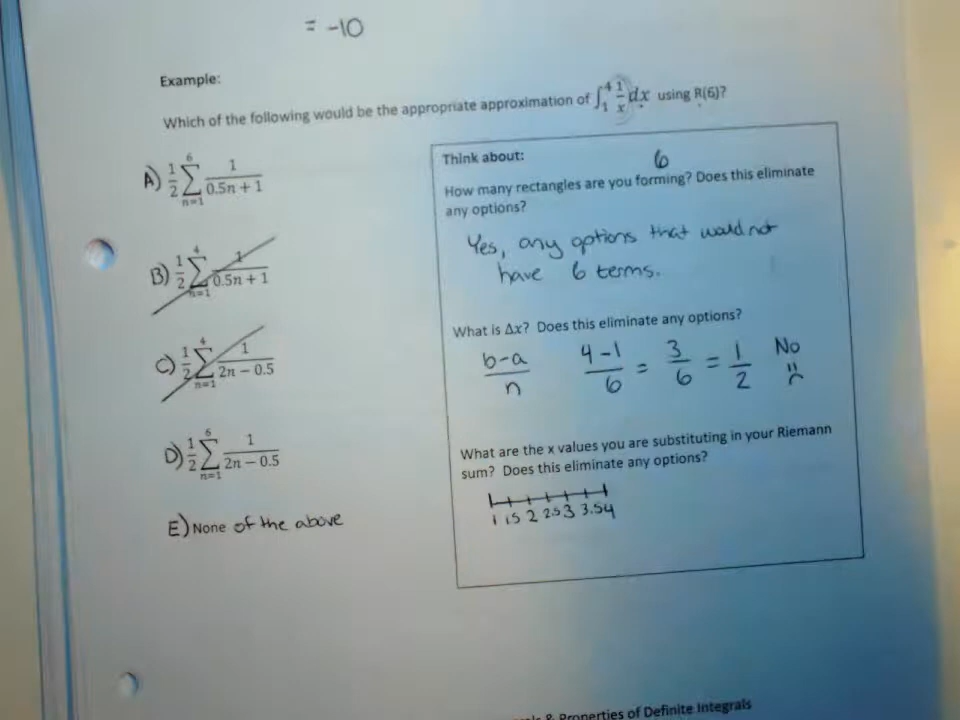 = -10
Example:
Which of the following would be the appropriate approximation of ∫₁⁴ 1/x dx using R(6)?
A) 1/2 ∑_{n=1}^{6} 1/(0.5n + 1)
B) 1/2 ∑_{n=1}^{4} 1/(0.5n + 1)
C) 1/2 ∑_{n=1}^{4} 1/(2n − 0.5)
D) 1/2 ∑_{n=1}^{6} 1/(2n − 0.5)
E) None of the above
Think about:
6
How many rectangles are you forming? Does this eliminate
any options?
Yes, any options that would not
have 6 terms.
What is Δx? Does this eliminate any options?
b-a/n 4-1/6 = 3/6 = 1/2 No
What are the x values you are substituting in your Riemann
sum? Does this eliminate any options?
1 1.5 2 2.5 3 3.5 4
& Properties of Definite Integrals